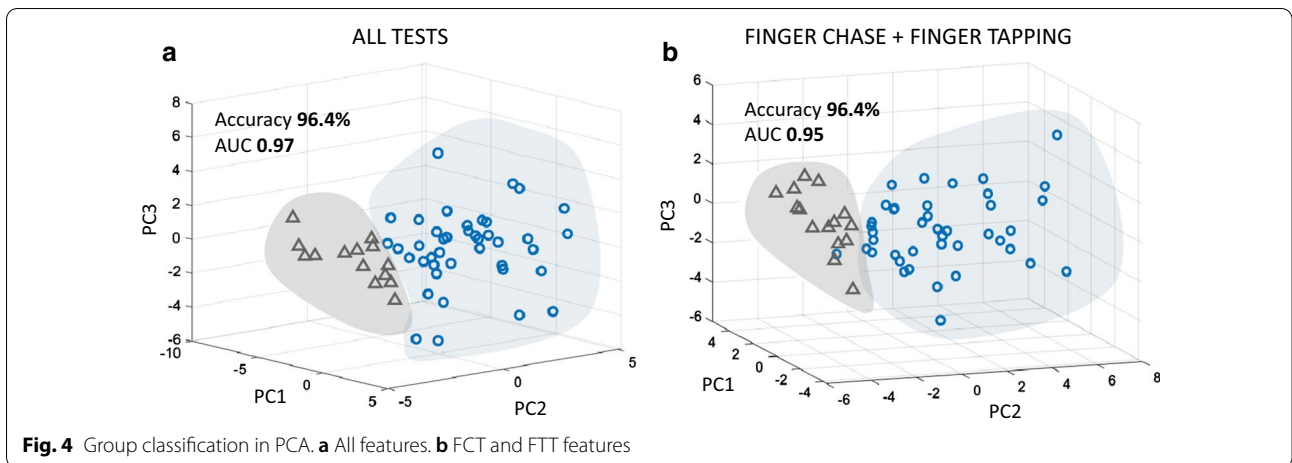 a
ALL TESTS
Accuracy 96.4%
AUC 0.97
PC3
8
6
4
2
0
-2
-4
-6
-10
-5
0
5
PC1
-5
0
5
PC2
b
FINGER CHASE + FINGER TAPPING
Accuracy 96.4%
AUC 0.95
PC3
6
4
2
0
-2
-4
-6
4
2
0
-2
-4
PC1
-6
-4
-2
0
2
4
6
8
PC2
Fig. 4 Group classification in PCA. a All features. b FCT and FTT features